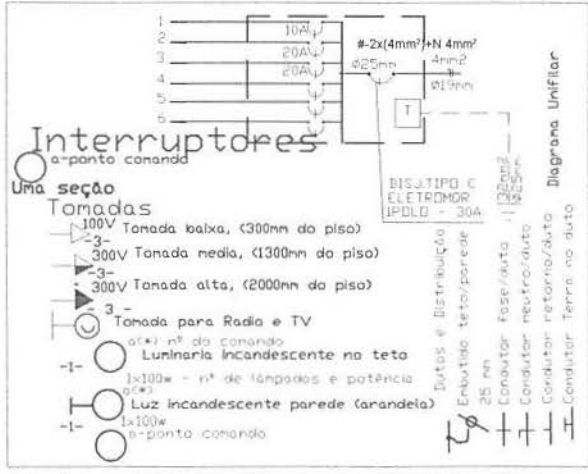 1
2
3
4
5
6
10A
20A
20A
#-2x(4mm²)+N 4mm²
Ø25mm
4mm2
Ø19mm
T
Interruptores
a-ponto comando
Uma seção
Tomadas
100V Tomada baixa, (300mm do piso)
-3-
300V Tomada media, (1300mm do piso)
-3-
300V Tomada alta, (2000mm do piso)
- 3 -
Tomada para Radio e TV
a(*) nº do comando
-1-
Luminaria incandescente no teto
1x100w - nº de lâmpadas e potência
a(*)
Luz incandescente parede (arandela)
-1-
1x100w
a-ponto comando
DISJ.TIPO C
ELETROMOR
IPOLO - 30A
Diagrama Unifilar
Dutos e Distribuição
Embutido teto/parede
25 mm
Condutor fase/duto
Condutor neutro/duto
Condutor retorno/duto
Condutor Terra no duto